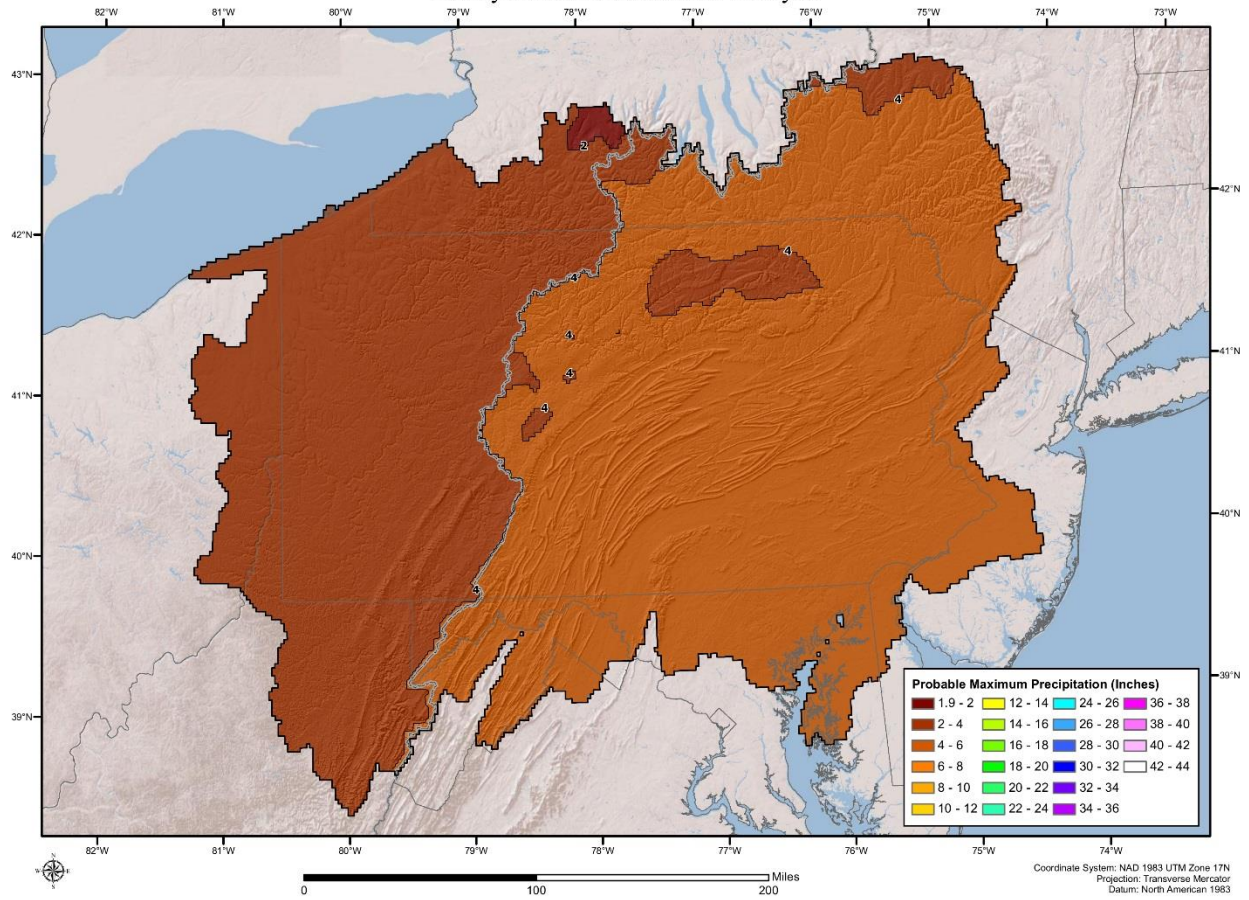 79°W 78°W 77°W 76°W 75°W 74°W 73°W
43°N
4
2
42°N
42°N
4
4
4
41°N
4
41°N
4
40°N
40°N
4
39°N
39°N
Probable Maximum Precipitation (Inches)
1.9 - 2 12 - 14 24 - 26 36 - 38
2 - 4 14 - 16 26 - 28 38 - 40
4 - 6 16 - 18 28 - 30 40 - 42
6 - 8 18 - 20 30 - 32 42 - 44
8 - 10 20 - 22 32 - 34
10 - 12 22 - 24 34 - 36
82°W 81°W 80°W 79°W 78°W 77°W 76°W 75°W 74°W
N
W E
S
Miles
0 100 200
Coordinate System: NAD 1983 UTM Zone 17N
Projection: Transverse Mercator
Datum: North American 1983